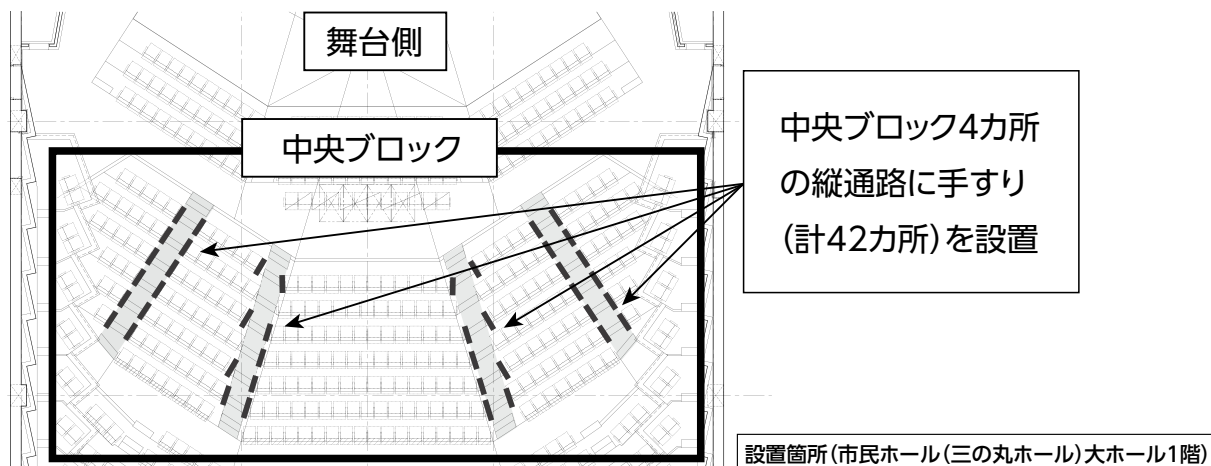 舞台側
中央ブロック
中央ブロック4カ所
の縦通路に手すり
(計42カ所)を設置
設置箇所(市民ホール(三の丸ホール)大ホール1階)